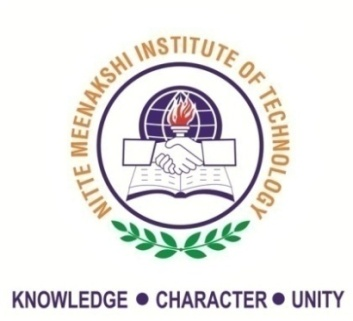 NITTE MEENAKSHI INSTITUTE OF TECHNOLOGY
KNOWLEDGE ● CHARACTER ● UNITY